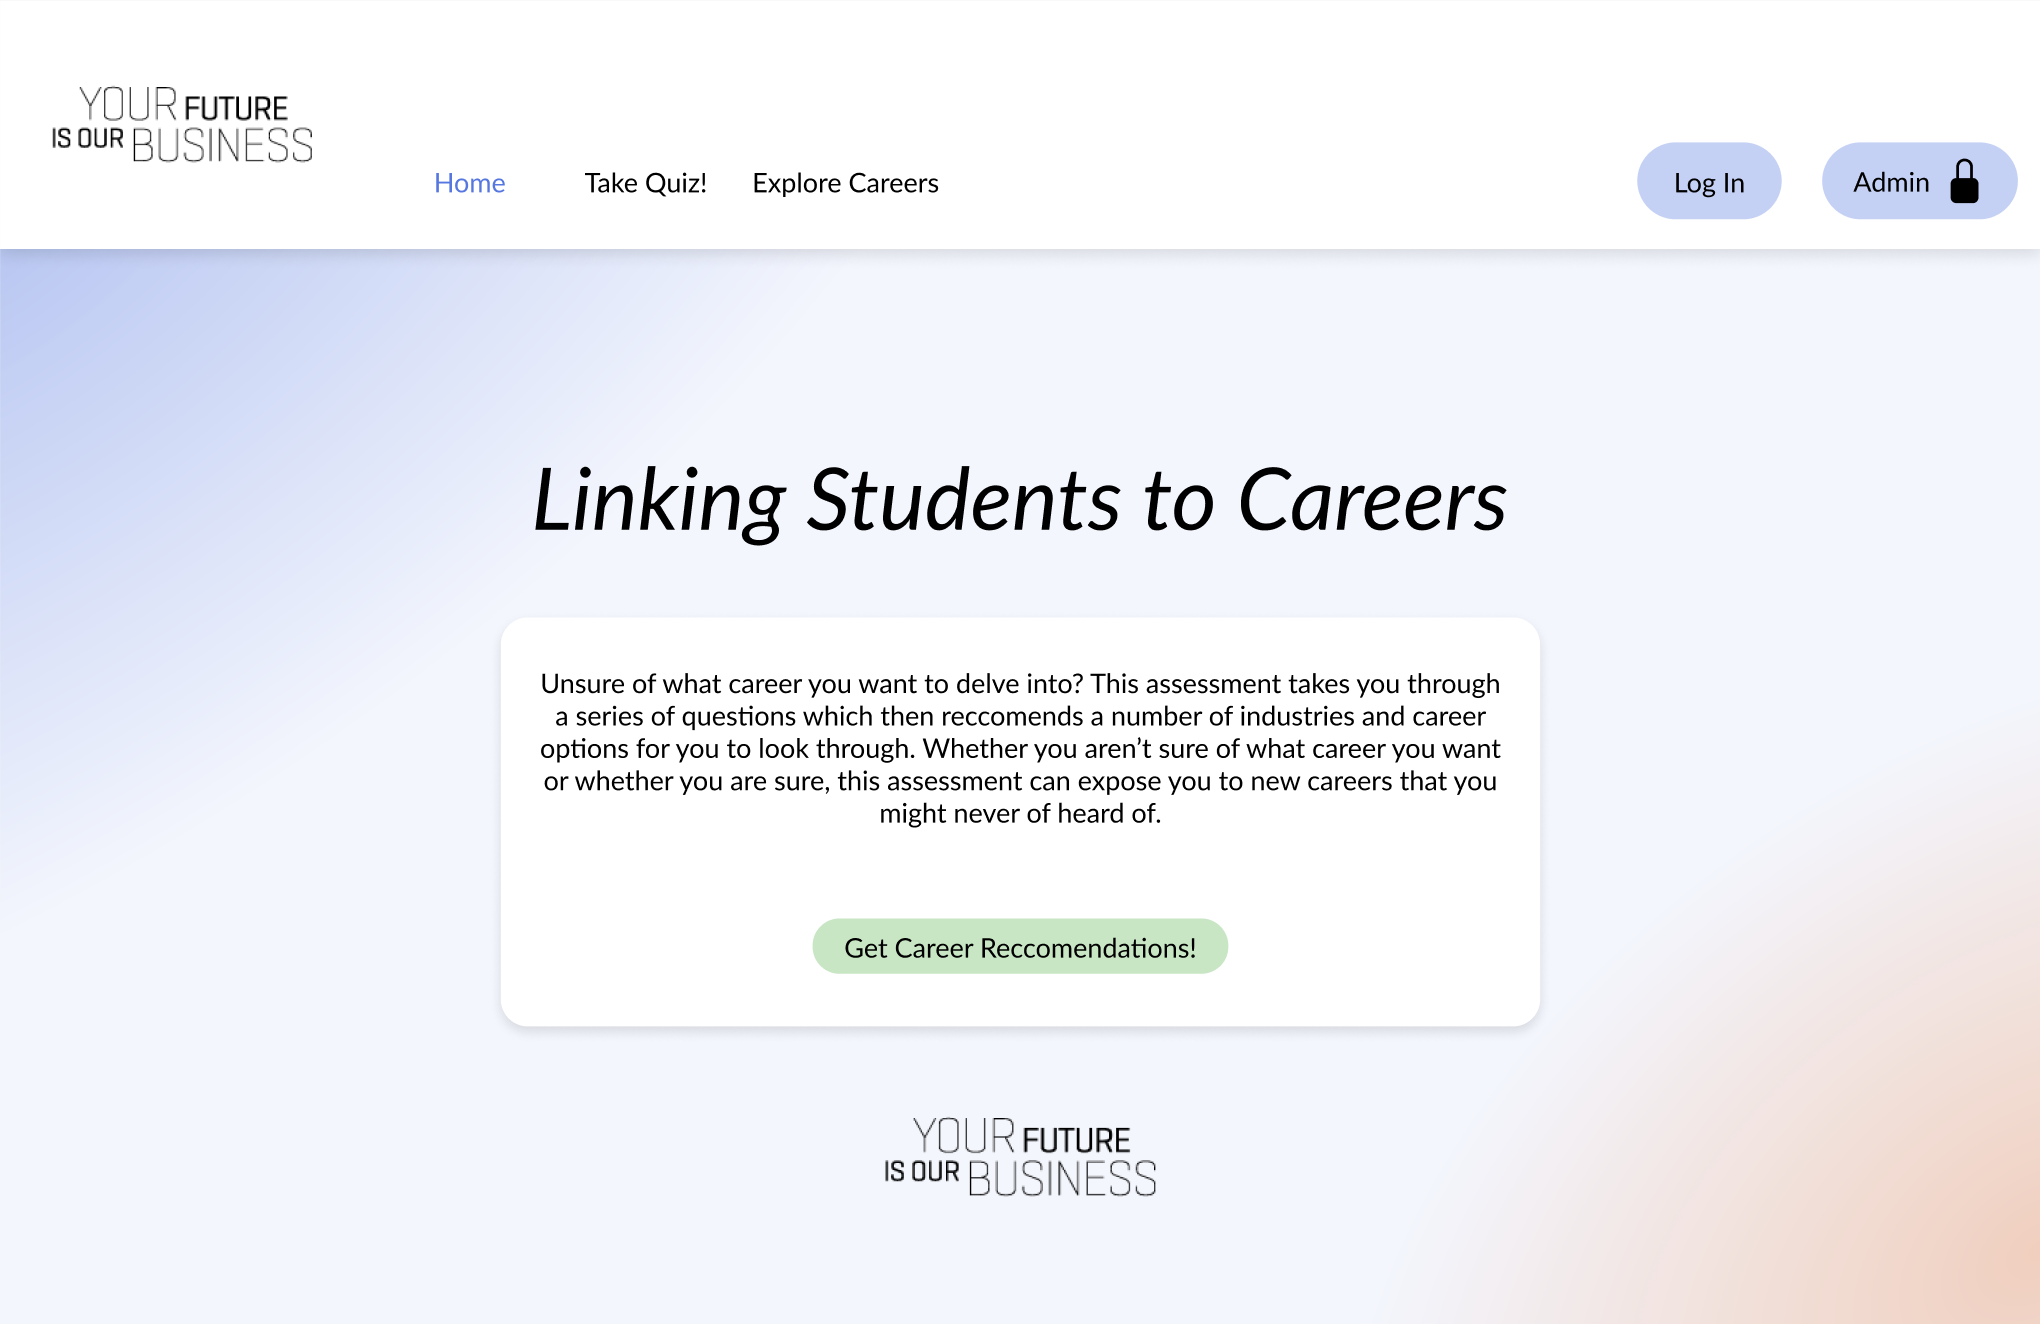 YOUR FUTURE
IS OUR BUSINESS
Home Take Quiz! Explore Careers Log In Admin
Linking Students to Careers
Unsure of what career you want to delve into? This assessment takes you through
a series of questions which then reccomends a number of industries and career
options for you to look through. Whether you aren’t sure of what career you want
or whether you are sure, this assessment can expose you to new careers that you
might never of heard of.
Get Career Reccomendations!
YOUR FUTURE
IS OUR BUSINESS